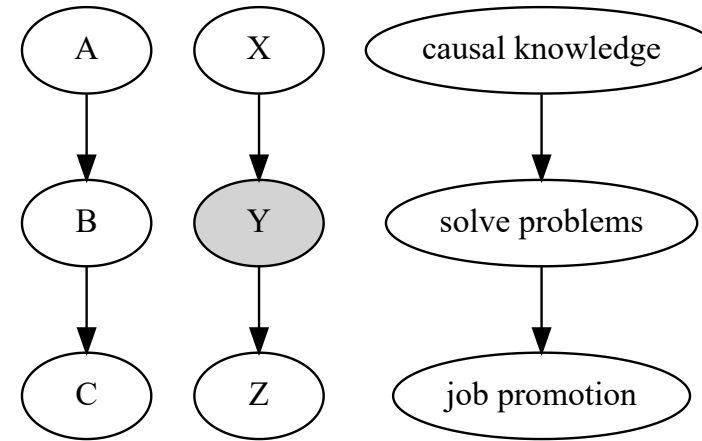 A
X
causal knowledge
B
Y
solve problems
C
Z
job promotion